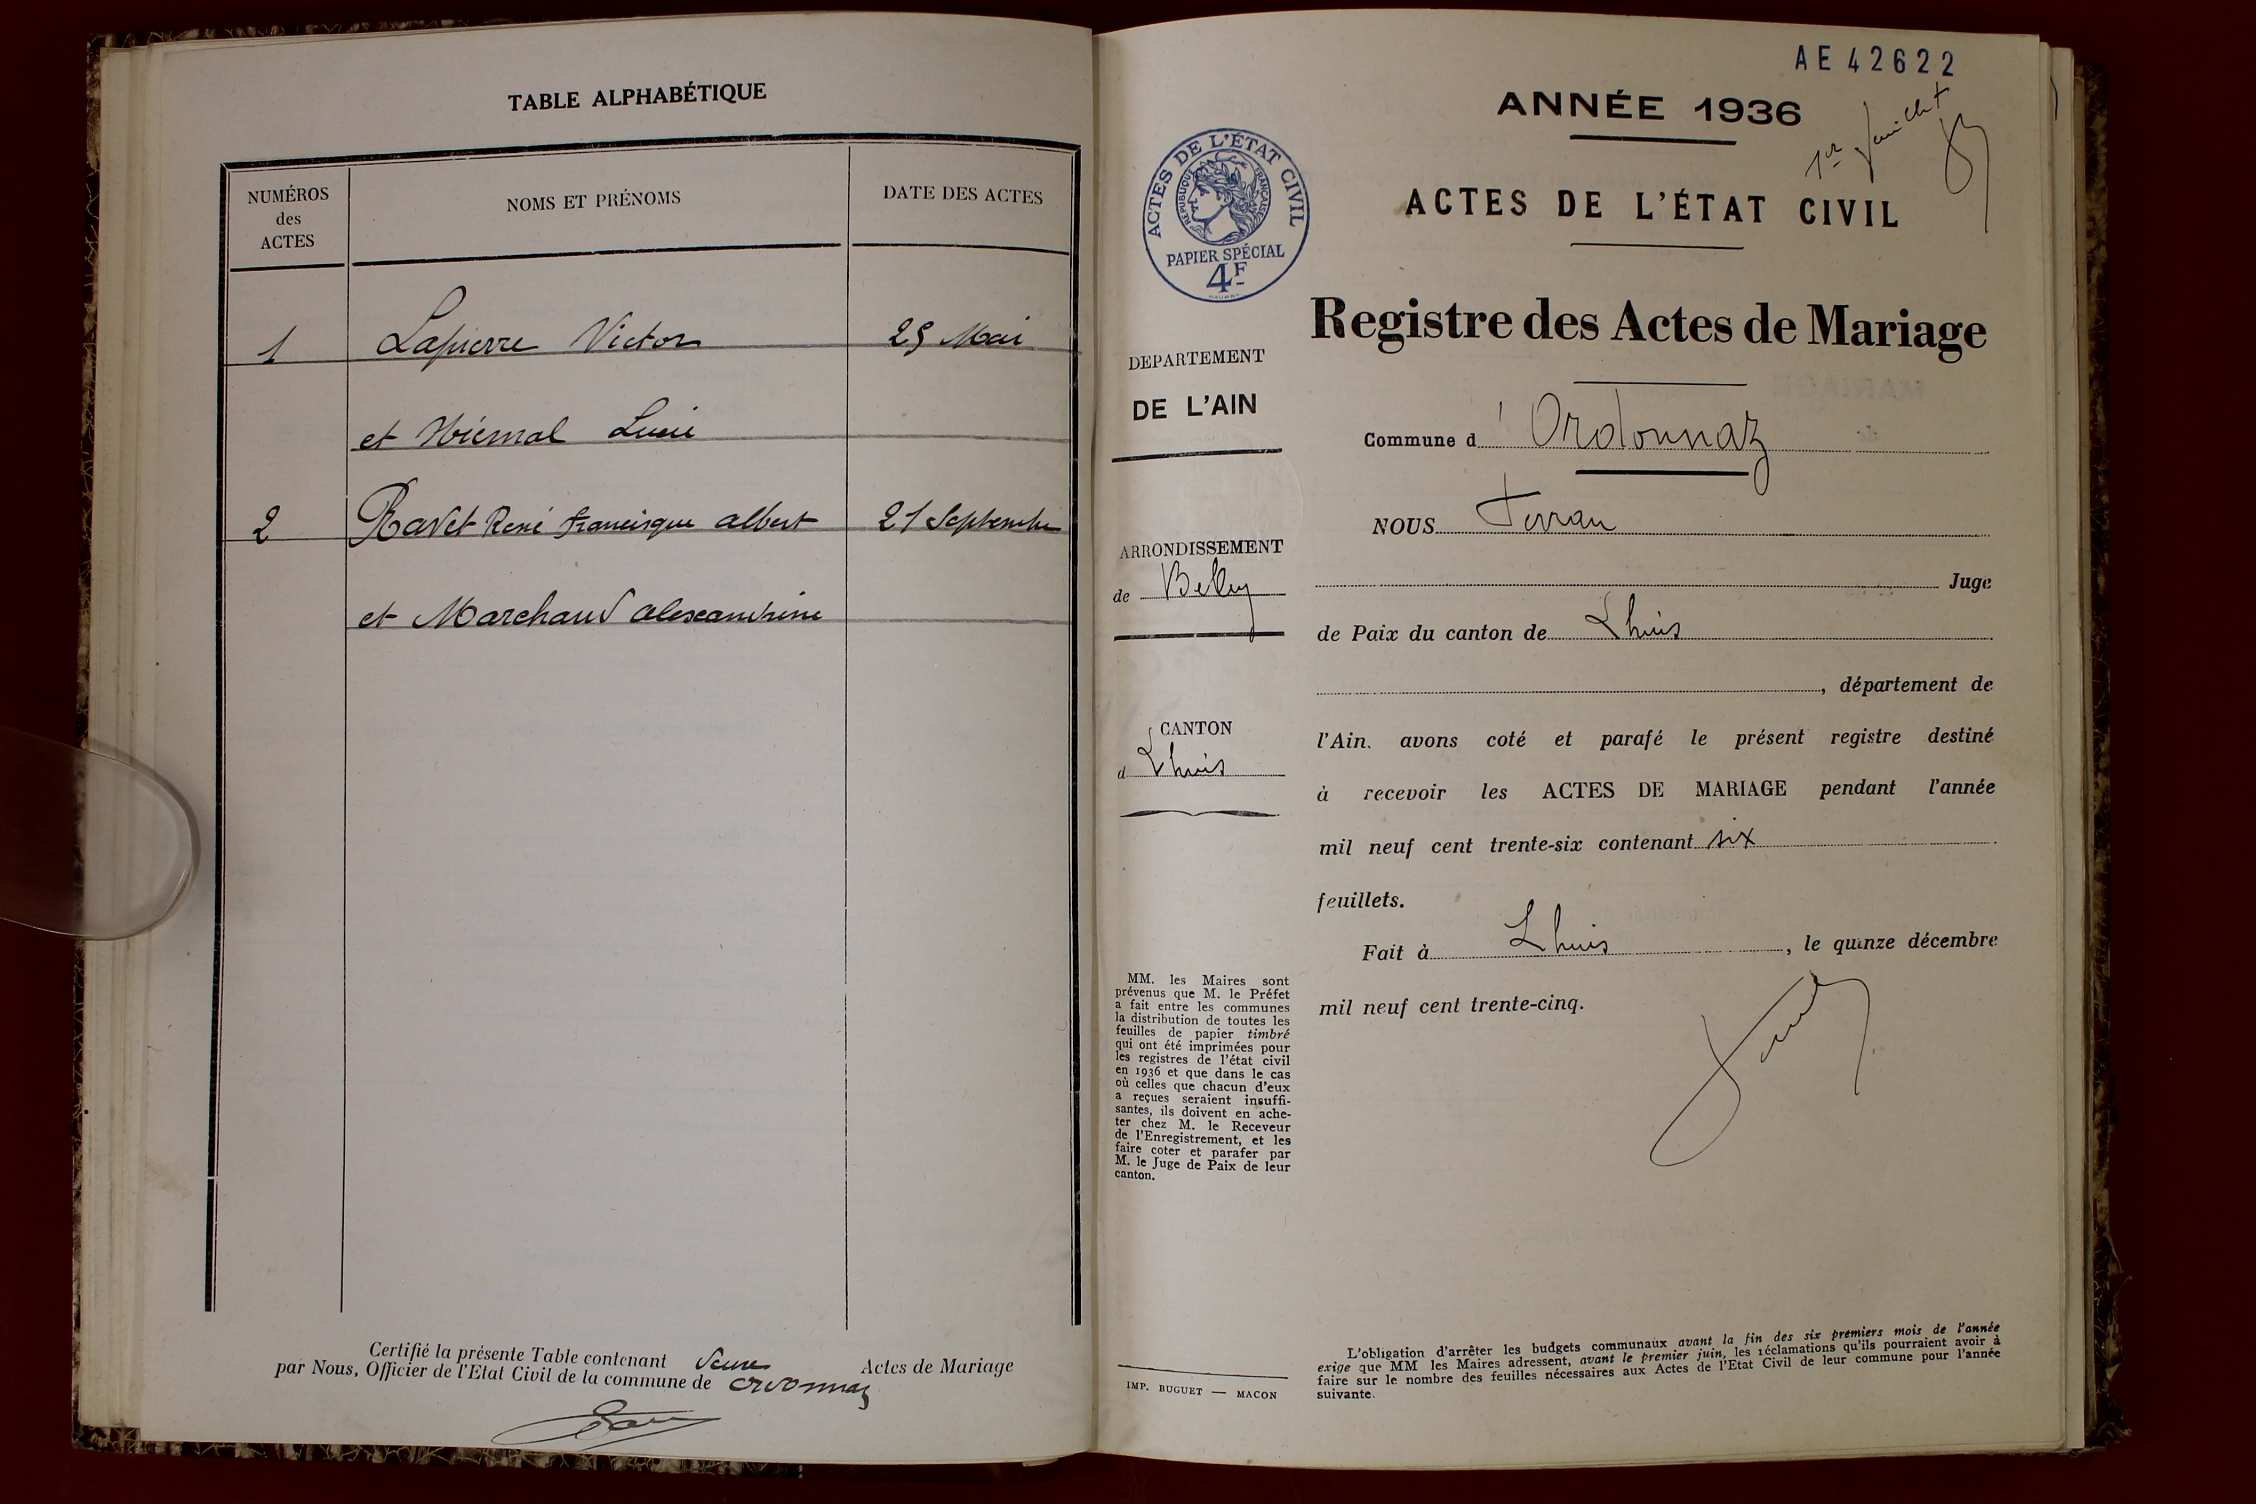 TABLE ALPHABÉTIQUE
NUMÉROS
des
ACTES
NOMS ET PRÉNOMS
DATE DES ACTES
1 Lapierre Victor 25 Mai
et Lucie
2 Ravet René francisque albert 21 Septembre
et Marchand alexandrine
Certifié la présente Table contenant Actes de Mariage
par Nous, Officier de l'Etat Civil de la commune de ordonnaz
AE 42622
ANNÉE 1936
1er feuillet
ACTES DE L'ÉTAT CIVIL
ACTES DE L'ÉTAT CIVIL
RÉPUBLIQUE FRANÇAISE
PAPIER SPÉCIAL
4F
Registre des Actes de Mariage
DEPARTEMENT
DE L'AIN
ARRONDISSEMENT
de Belley
CANTON
d Lhuis
MM. les Maires sont
prévenus que M. le Préfet
a fait entre les communes
la distribution de toutes les
feuilles de papier timbré
qui ont été imprimées pour
les registres de l'état civil
en 1936 et que dans le cas
où celles que chacun d'eux
a reçues seraient insuffi-
santes, ils doivent en ache-
ter chez M. le Receveur
de l'Enregistrement, et les
faire coter et parafer par
M. le Juge de Paix de leur
canton.
IMP. BUGUET — MACON
Commune d'Ordonnaz
NOUS Ferran
Juge
de Paix du canton de Lhuis
, département de
l'Ain. avons coté et parafé le présent registre destiné
à recevoir les ACTES DE MARIAGE pendant l'année
mil neuf cent trente-six contenant six
feuillets.
Fait à Lhuis, le quinze décembre
mil neuf cent trente-cinq.
L'obligation d'arrêter les budgets communaux avant la fin des six premiers mois de l'année
exige que MM les Maires adressent, avant le premier juin, les réclamations qu'ils pourraient avoir à
faire sur le nombre des feuilles nécessaires aux Actes de l'Etat Civil de leur commune pour l'année
suivante.